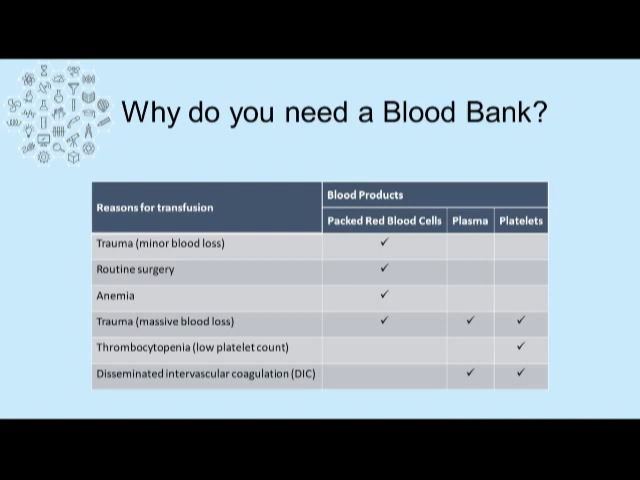 Why do you need a Blood Bank?
Reasons for transfusion
Blood Products
Packed Red Blood Cells Plasma Platelets
Trauma (minor blood loss) ✓
Routine surgery ✓
Anemia ✓
Trauma (massive blood loss) ✓ ✓ ✓
Thrombocytopenia (low platelet count) ✓
Disseminated intervascular coagulation (DIC) ✓ ✓